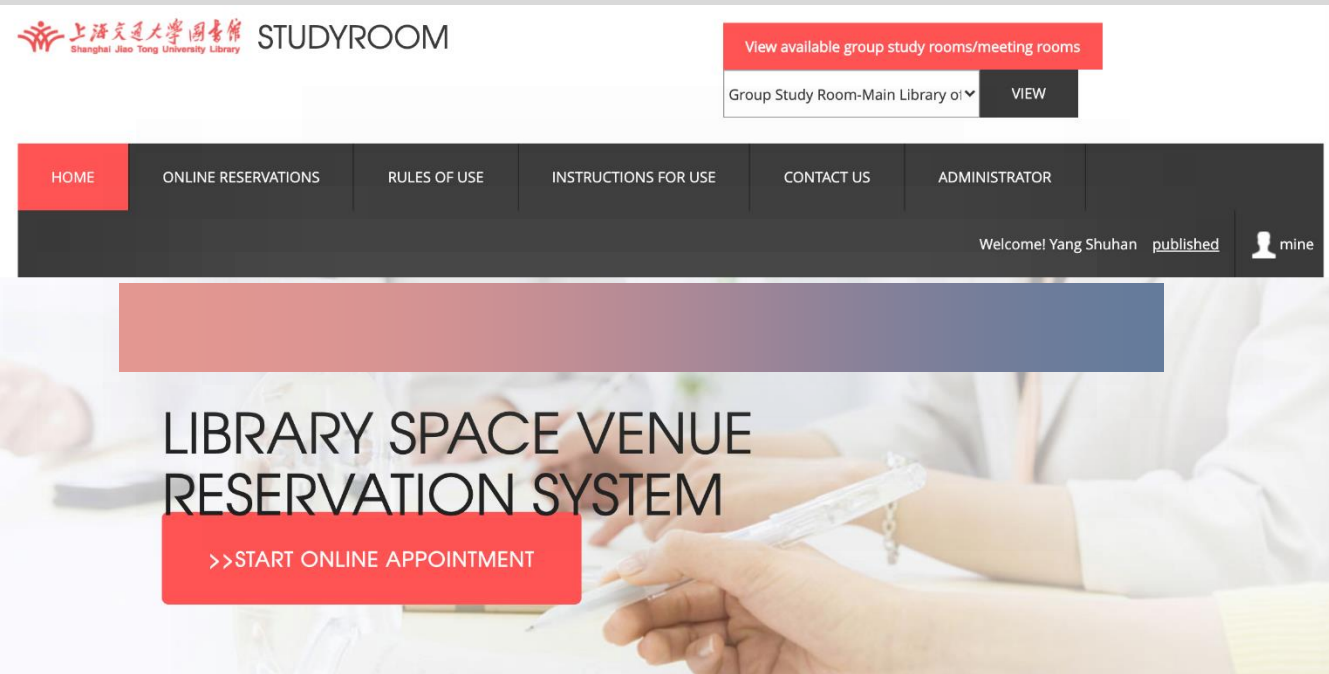 上海交通大學圖書館
Shanghai Jiao Tong University Library
STUDYROOM
View available group study rooms/meeting rooms
Group Study Room-Main Library of
VIEW
HOME ONLINE RESERVATIONS RULES OF USE INSTRUCTIONS FOR USE CONTACT US ADMINISTRATOR
Welcome! Yang Shuhan published mine
LIBRARY SPACE VENUE
RESERVATION SYSTEM
>>START ONLINE APPOINTMENT